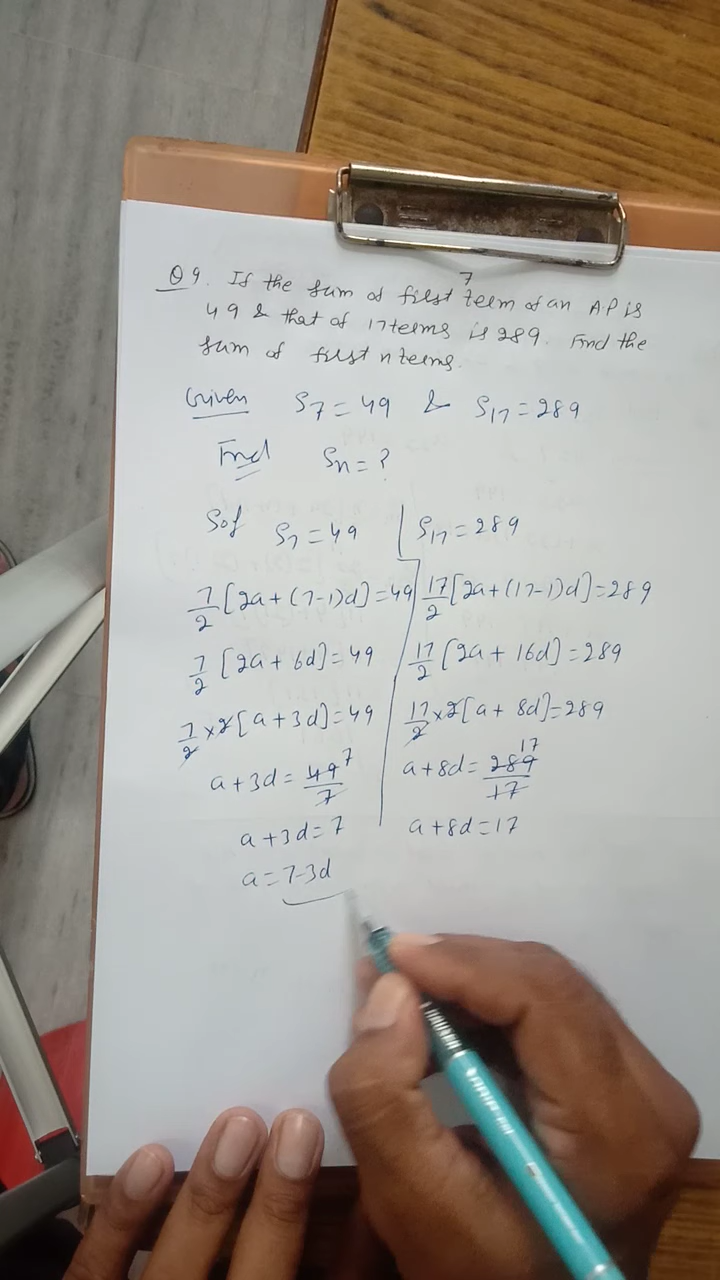 Q9. If the sum of first 7 term of an A.P is
49 & that of 17 terms is 289. Find the
sum of first n terms.
Given S7 = 49 & S17 = 289
Find Sn = ?
Sol S7 = 49 | S17 = 289
7/2 [2a + (7-1)d] = 49 | 17/2 [2a + (17-1)d] = 289
7/2 [2a + 6d] = 49 | 17/2 [2a + 16d] = 289
7/2 × 2 [a + 3d] = 49 | 17/2 × 2 [a + 8d] = 289
a + 3d = 49/7 7 | a + 8d = 289/17 17
a + 3d = 7 | a + 8d = 17
a = 7-3d